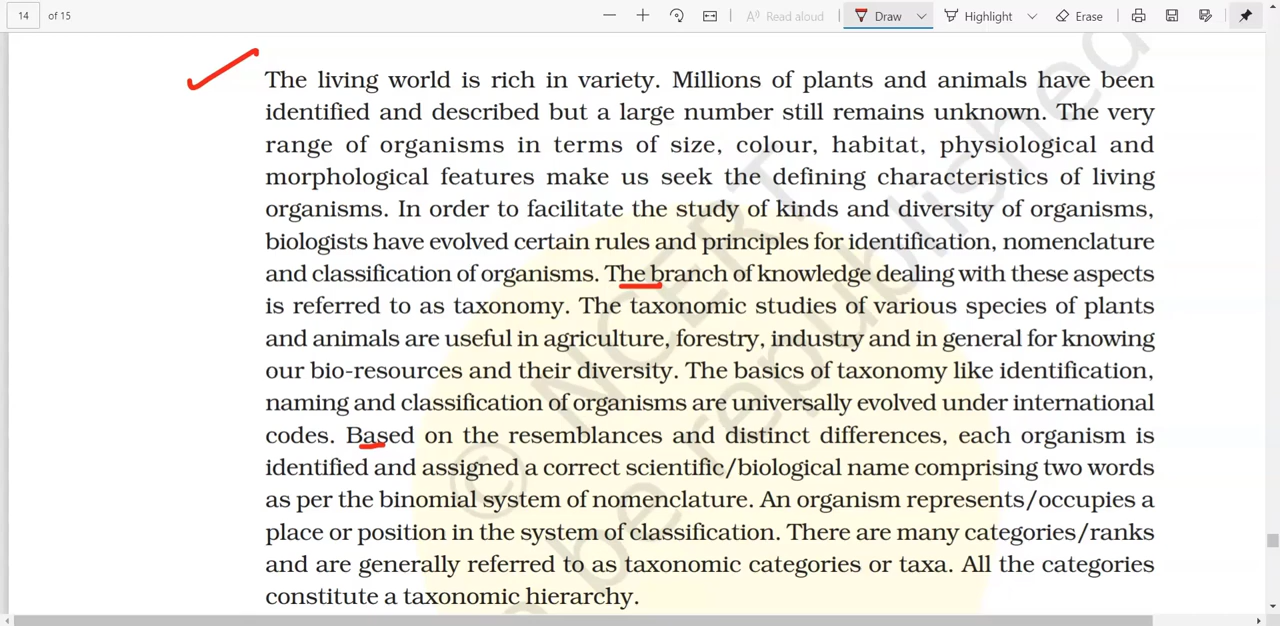 14 of 15 Read aloud Draw Highlight Erase
The living world is rich in variety. Millions of plants and animals have been
identified and described but a large number still remains unknown. The very
range of organisms in terms of size, colour, habitat, physiological and
morphological features make us seek the defining characteristics of living
organisms. In order to facilitate the study of kinds and diversity of organisms,
biologists have evolved certain rules and principles for identification, nomenclature
and classification of organisms. The branch of knowledge dealing with these aspects
is referred to as taxonomy. The taxonomic studies of various species of plants
and animals are useful in agriculture, forestry, industry and in general for knowing
our bio-resources and their diversity. The basics of taxonomy like identification,
naming and classification of organisms are universally evolved under international
codes. Based on the resemblances and distinct differences, each organism is
identified and assigned a correct scientific/biological name comprising two words
as per the binomial system of nomenclature. An organism represents/occupies a
place or position in the system of classification. There are many categories/ranks
and are generally referred to as taxonomic categories or taxa. All the categories
constitute a taxonomic hierarchy.
© NCERT
be republished